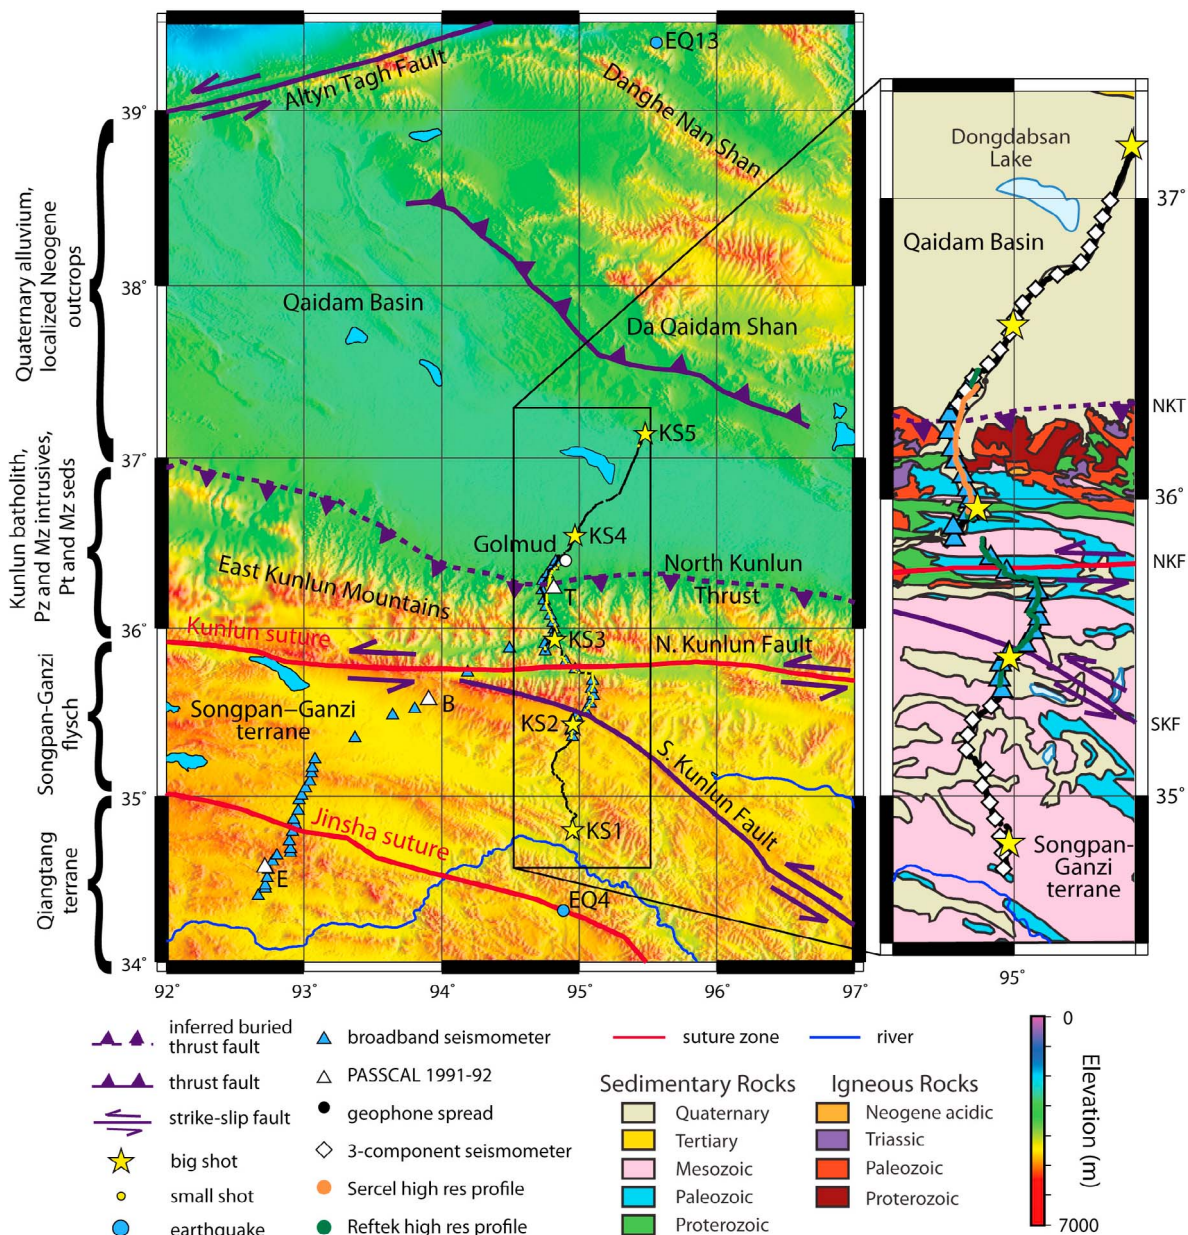 EQ13
Altyn Tagh Fault
Danghe Nan Shan
39°
Quaternary alluvium,
localized Neogene
outcrops
38°
Qaidam Basin
Da Qaidam Shan
KS5
37°
Kunlun batholith,
Pz and Mz intrusives,
Pt and Mz seds
KS4
Golmud
North Kunlun
Thrust
T
East Kunlun Mountains
36°
KS3
Kunlun suture
N. Kunlun Fault
Songpan-Ganzi
flysch
B
Songpan–Ganzi
terrane
KS2
S. Kunlun Fault
35°
Jinsha suture
KS1
Qiangtang
terrane
E
EQ4
34°
92
93
94
95
96
97
Dongdabsan
Lake
37°
Qaidam Basin
NKT
36°
NKF
SKF
35°
Songpan-
Ganzi
terrane
95°
inferred buried
thrust fault
thrust fault
strike-slip fault
big shot
small shot
earthquake
broadband seismometer
PASSCAL 1991-92
geophone spread
3-component seismometer
Sercel high res profile
Reftek high res profile
suture zone
river
Sedimentary Rocks
Quaternary
Tertiary
Mesozoic
Paleozoic
Proterozoic
Igneous Rocks
Neogene acidic
Triassic
Paleozoic
Proterozoic
0
Elevation (m)
7000